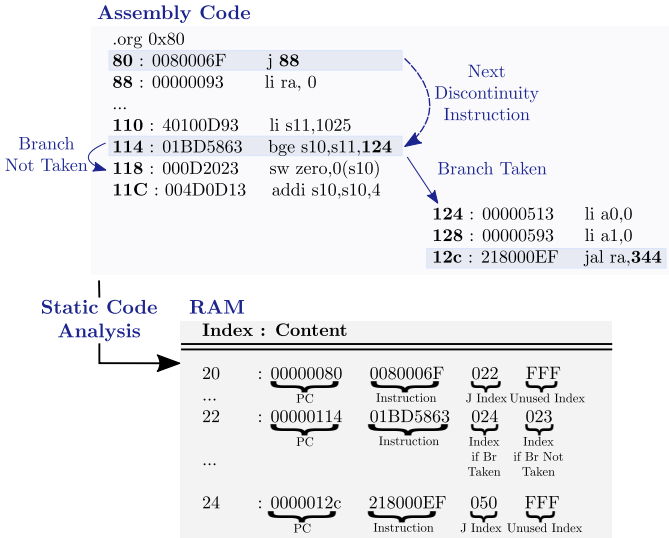 Assembly Code
.org 0x80
80 : 0080006F j 88
88 : 00000093 li ra, 0
...
110 : 40100D93 li s11,1025
114 : 01BD5863 bge s10,s11,124
118 : 000D2023 sw zero,0(s10)
11C : 004D0D13 addi s10,s10,4
Next
Discontinuity
Instruction
Branch
Not Taken
Branch Taken
124 : 00000513 li a0,0
128 : 00000593 li a1,0
12c : 218000EF jal ra,344
Static Code
Analysis
RAM
Index : Content
20 : 00000080 0080006F 022 FFF
PC Instruction J Index Unused Index
...
22 : 00000114 01BD5863 024 023
PC Instruction Index Index
if Br if Br Not
Taken Taken
...
24 : 0000012c 218000EF 050 FFF
PC Instruction J Index Unused Index